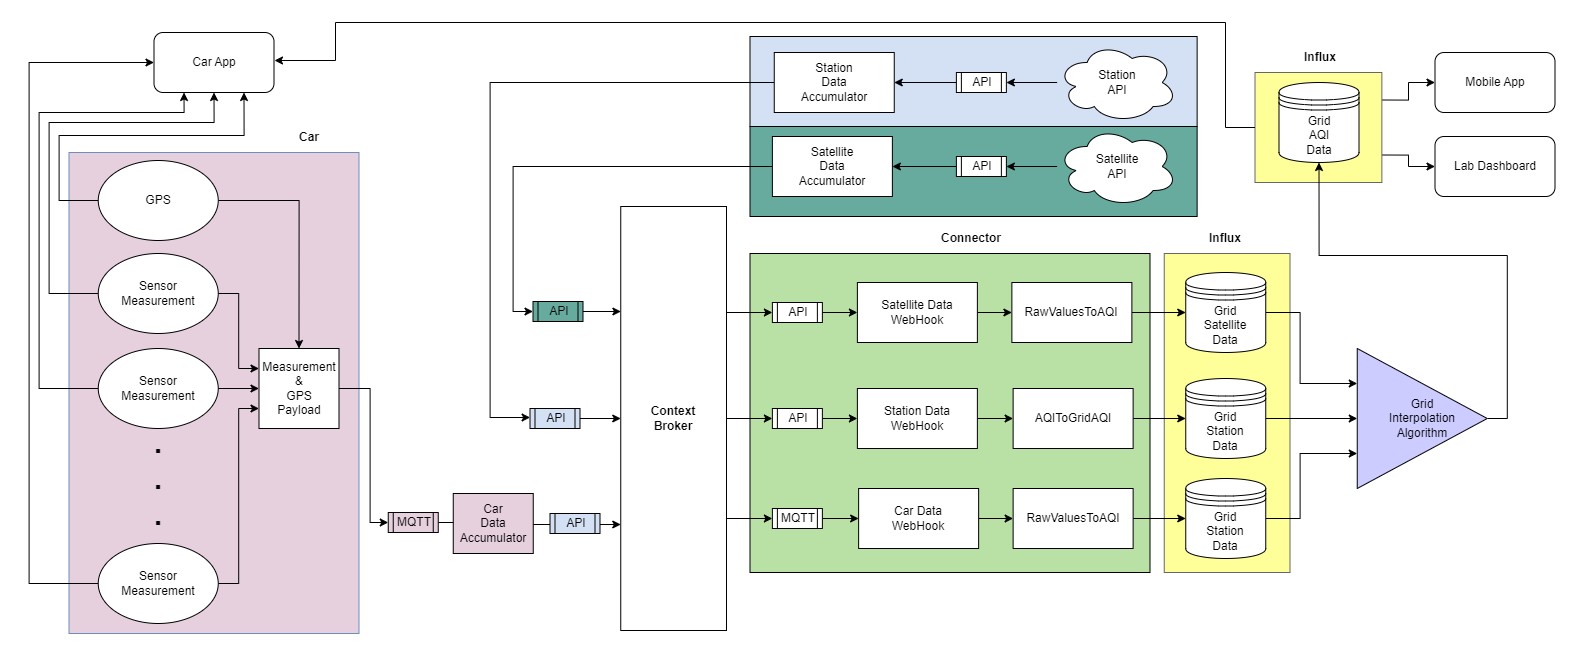 Car App
Car
GPS
Sensor
Measurement
Sensor
Measurement
Sensor
Measurement
Measurement
&
GPS
Payload
MQTT
Car
Data
Accumulator
API
API
API
Context
Broker
Station
Data
Accumulator
API
Station
API
Satellite
Data
Accumulator
API
Satellite
API
Connector
API
Satellite Data
WebHook
RawValuesToAQI
API
Station Data
WebHook
AQIToGridAQI
MQTT
Car Data
WebHook
RawValuesToAQI
Influx
Grid
Satellite
Data
Grid
Station
Data
Grid
Station
Data
Grid
Interpolation
Algorithm
Influx
Grid
AQI
Data
Mobile App
Lab Dashboard